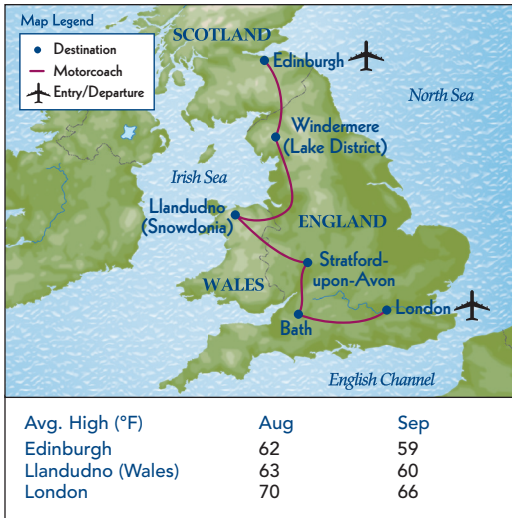 Map Legend
Destination
Motorcoach
Entry/Departure
SCOTLAND
Edinburgh
North Sea
Windermere
(Lake District)
Irish Sea
Llandudno
(Snowdonia)
ENGLAND
Stratford-
upon-Avon
WALES
London
Bath
English Channel
Avg. High (°F) Aug Sep
Edinburgh 62 59
Llandudno (Wales) 63 60
London 70 66